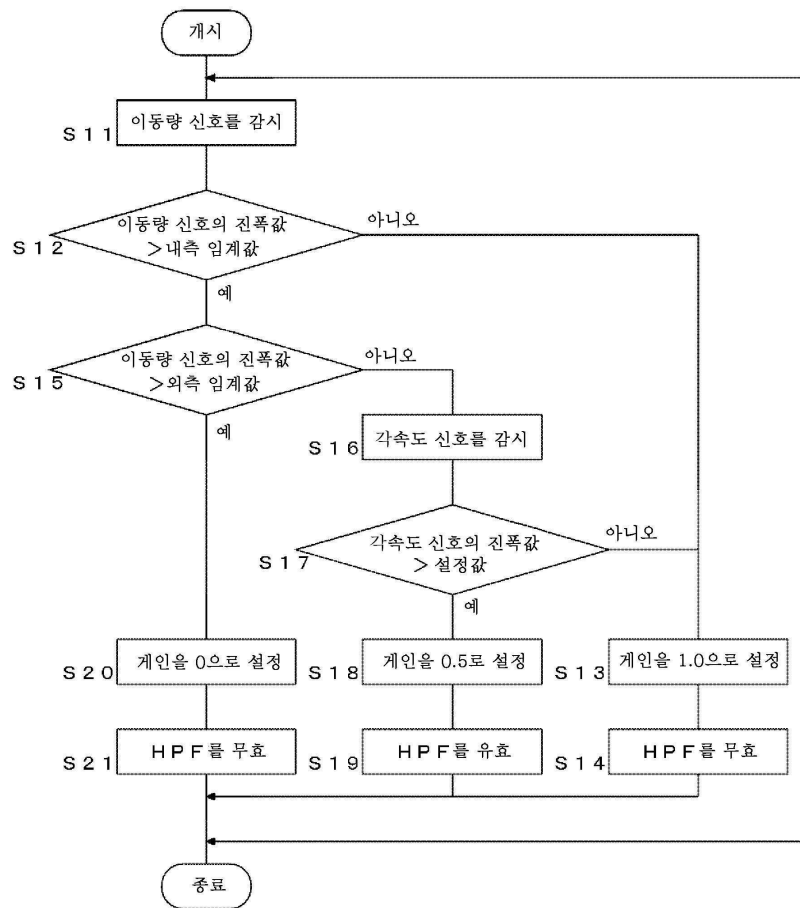 개시
이동량 신호를 감시
S11
이동량 신호의 진폭값
>내측 임계값
아니오
S12
예
이동량 신호의 진폭값
>외측 임계값
아니오
S15
예
각속도 신호를 감시
S16
각속도 신호의 진폭값
> 설정값
아니오
S17
예
게인을 0으로 설정
S20
게인을 0.5로 설정
S18
게인을 1.0으로 설정
S13
HPF를 무효
S21
HPF를 유효
S19
HPF를 무효
S14
종료